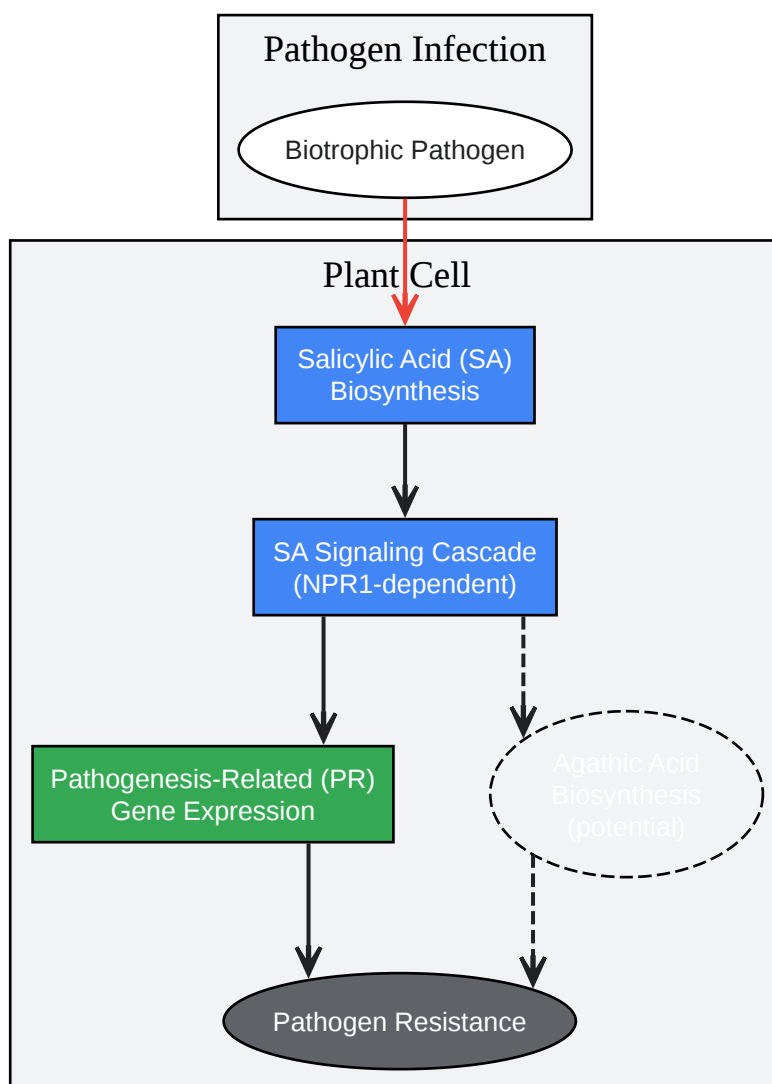 Pathogen Infection
Biotrophic Pathogen
Plant Cell
Salicylic Acid (SA)
Biosynthesis
SA Signaling Cascade
(NPR1-dependent)
Pathogenesis-Related (PR)
Gene Expression
Agathic Acid
Biosynthesis
(potential)
Pathogen Resistance